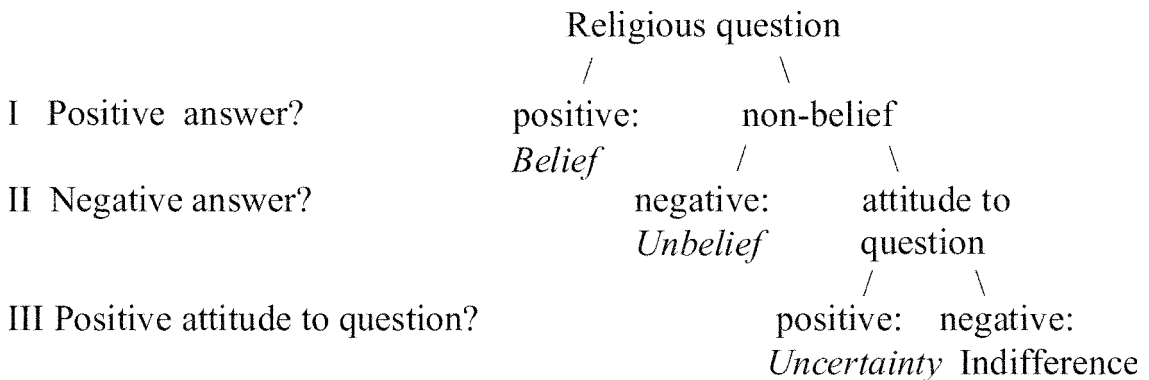 Religious question
/ \
I Positive answer? positive: non-belief
Belief / \
II Negative answer? negative: attitude to
Unbelief question
/ \
III Positive attitude to question? positive: negative:
Uncertainty Indifference